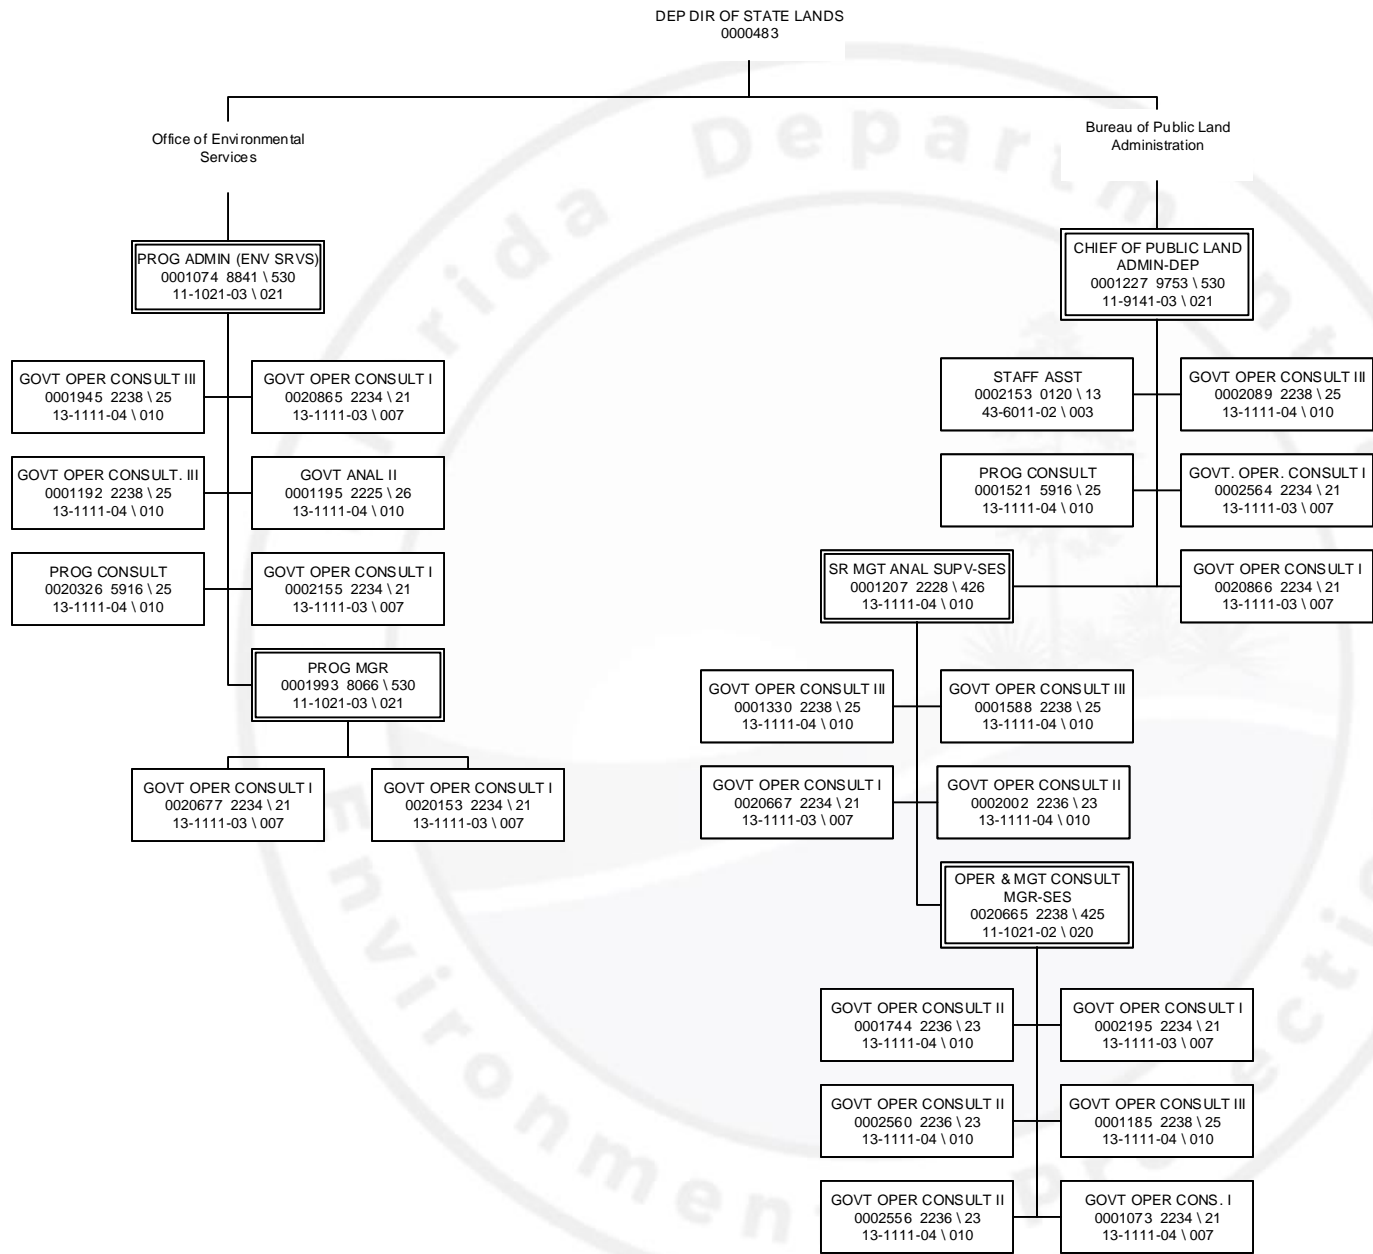 DEP DIR OF STATE LANDS
0000483
Office of Environmental
Services
Bureau of Public Land
Administration
PROG ADMIN (ENV SRVS)
0001074 8841 \ 530
11-1021-03 \ 021
CHIEF OF PUBLIC LAND
ADMIN-DEP
0001227 9753 \ 530
11-9141-03 \ 021
GOVT OPER CONSULT III
0001945 2238 \ 25
13-1111-04 \ 010
GOVT OPER CONSULT I
0020865 2234 \ 21
13-1111-03 \ 007
STAFF ASST
0002153 0120 \ 13
43-6011-02 \ 003
GOVT OPER CONSULT III
0002089 2238 \ 25
13-1111-04 \ 010
GOVT OPER CONSULT. III
0001192 2238 \ 25
13-1111-04 \ 010
GOVT ANAL II
0001195 2225 \ 26
13-1111-04 \ 010
PROG CONSULT
0001521 5916 \ 25
13-1111-04 \ 010
GOVT. OPER. CONSULT I
0002564 2234 \ 21
13-1111-03 \ 007
PROG CONSULT
0020326 5916 \ 25
13-1111-04 \ 010
GOVT OPER CONSULT I
0002155 2234 \ 21
13-1111-03 \ 007
SR MGT ANAL SUPV-SES
0001207 2228 \ 426
13-1111-04 \ 010
GOVT OPER CONSULT I
0020866 2234 \ 21
13-1111-03 \ 007
PROG MGR
0001993 8066 \ 530
11-1021-03 \ 021
GOVT OPER CONSULT III
0001330 2238 \ 25
13-1111-04 \ 010
GOVT OPER CONSULT III
0001588 2238 \ 25
13-1111-04 \ 010
GOVT OPER CONSULT I
0020677 2234 \ 21
13-1111-03 \ 007
GOVT OPER CONSULT I
0020153 2234 \ 21
13-1111-03 \ 007
GOVT OPER CONSULT I
0020667 2234 \ 21
13-1111-03 \ 007
GOVT OPER CONSULT II
0002002 2236 \ 23
13-1111-04 \ 010
OPER & MGT CONSULT
MGR-SES
0020665 2238 \ 425
11-1021-02 \ 020
GOVT OPER CONSULT II
0001744 2236 \ 23
13-1111-04 \ 010
GOVT OPER CONSULT I
0002195 2234 \ 21
13-1111-03 \ 007
GOVT OPER CONSULT II
0002560 2236 \ 23
13-1111-04 \ 010
GOVT OPER CONSULT III
0001185 2238 \ 25
13-1111-04 \ 010
GOVT OPER CONSULT II
0002556 2236 \ 23
13-1111-04 \ 010
GOVT OPER CONS. I
0001073 2234 \ 21
13-1111-04 \ 007